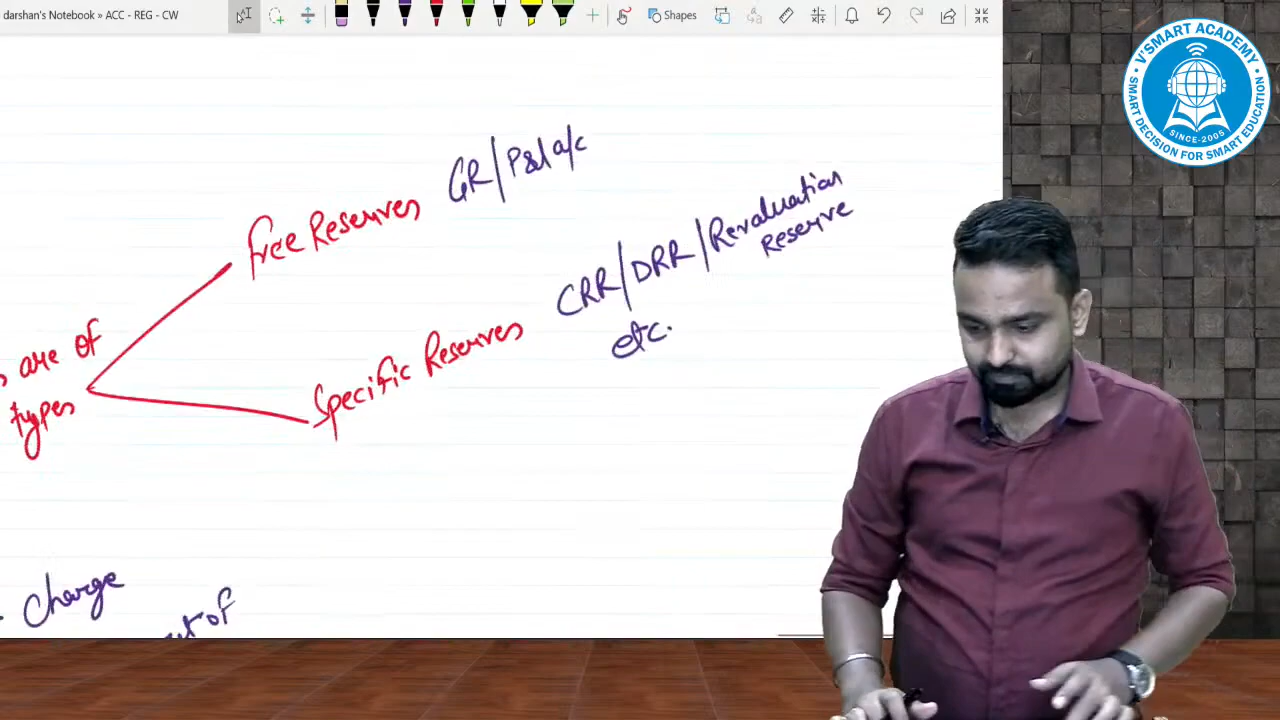 darshan's Notebook » ACC - REG - CW
Shapes
V'SMART ACADEMY
SINCE-2005
SMART DECISION FOR SMART EDUCATION
GR/P&L a/c
Free Reserves
CRR/DRR/Revaluation
Reserve
etc.
are of
types
Specific Reserves
charge
of